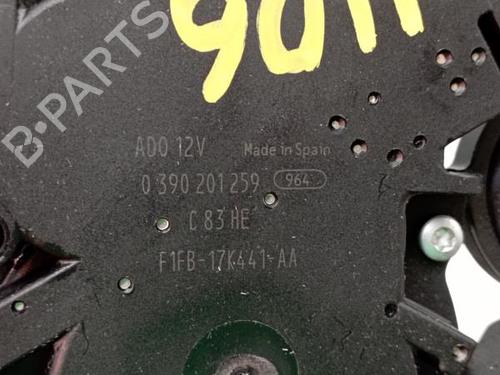 B-PARTS
9011
ADO 12V Made in Spain
0 390 201 259 964
C 83 HE
F1FB-17K441-AA